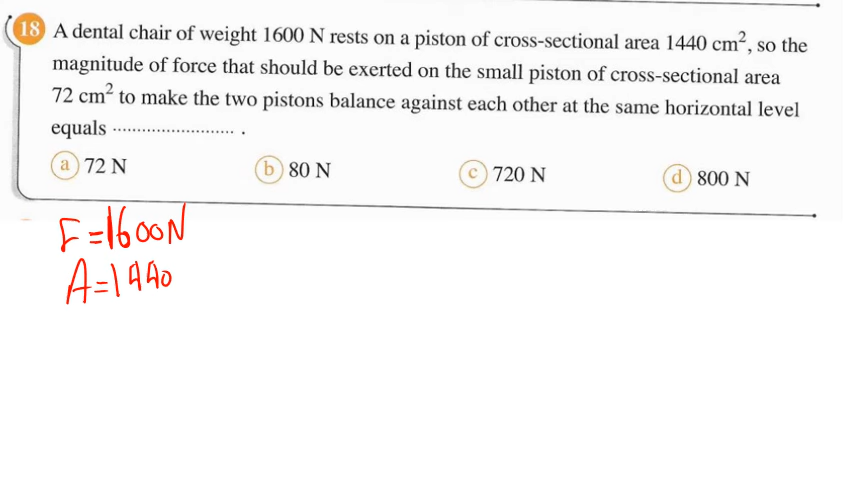 18 A dental chair of weight 1600 N rests on a piston of cross-sectional area 1440 cm², so the
magnitude of force that should be exerted on the small piston of cross-sectional area
72 cm² to make the two pistons balance against each other at the same horizontal level
equals ........................ .
a 72 N b 80 N c 720 N d 800 N
F=1600N
A=1440